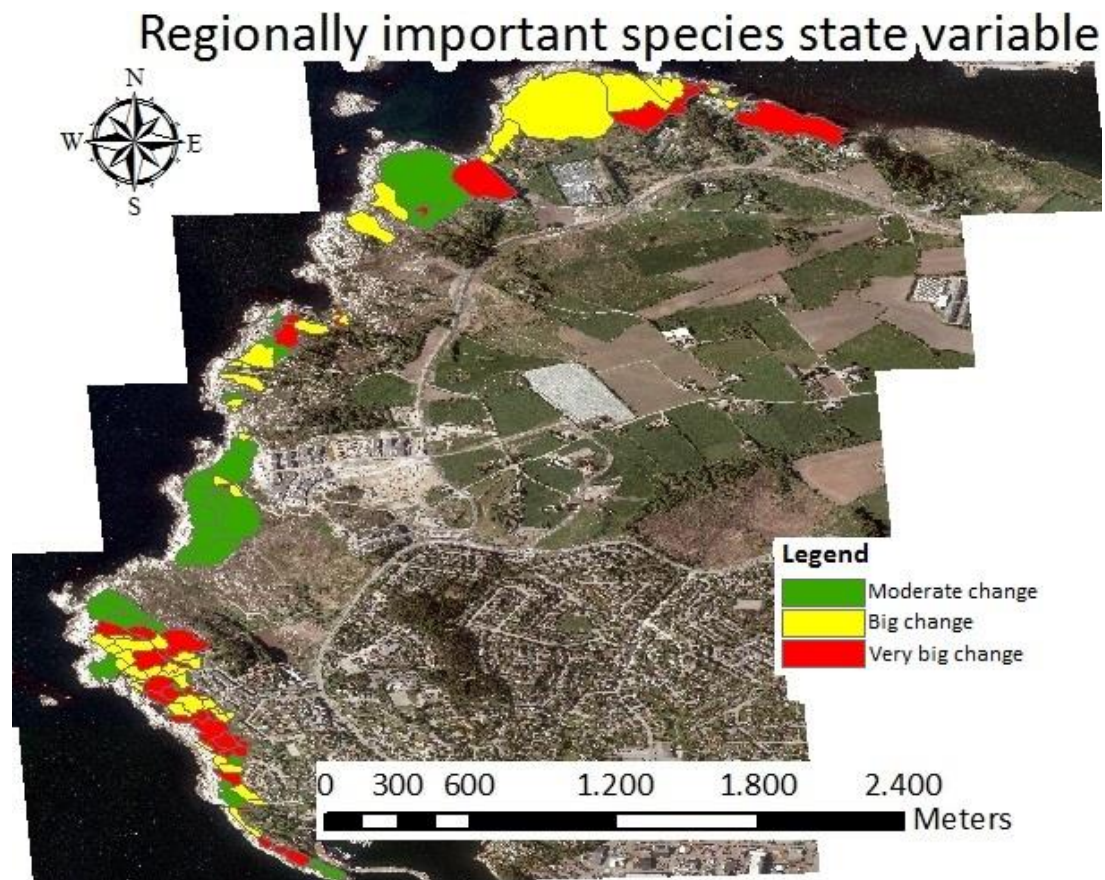 Regionally important species state variable
N
W E
S
Legend
Moderate change
Big change
Very big change
0 300 600 1.200 1.800 2.400
Meters